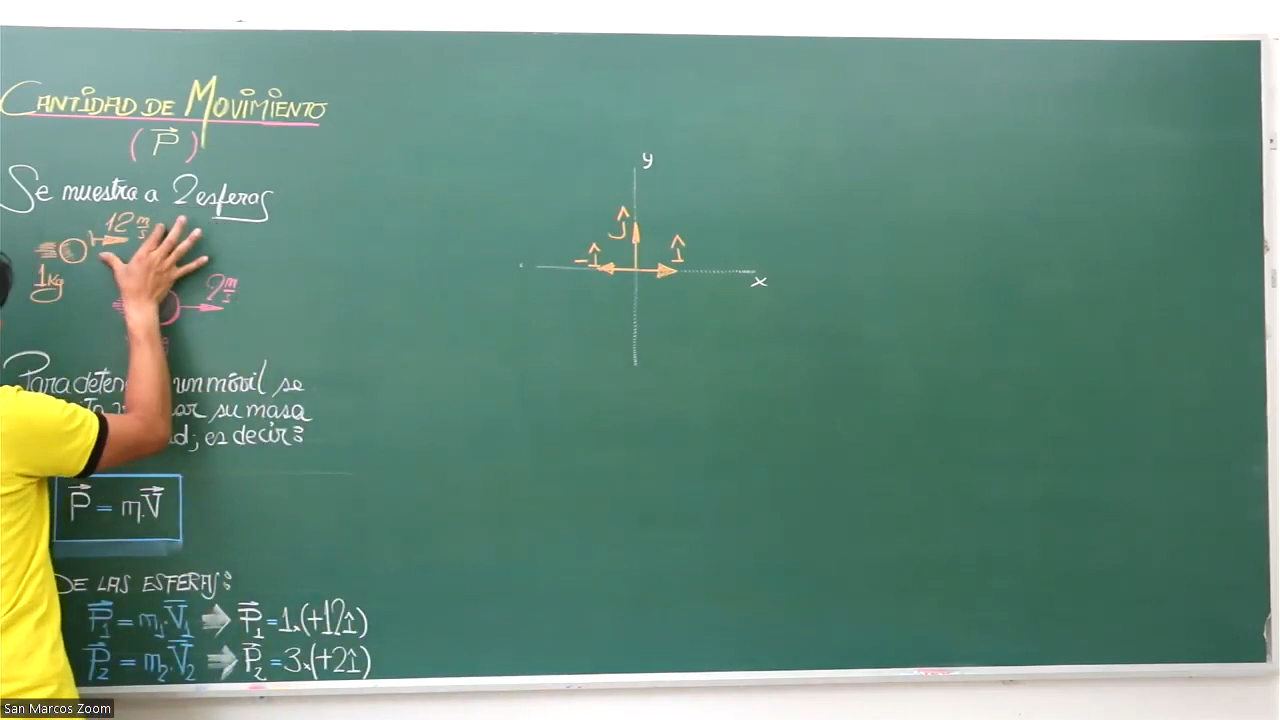 CANTIDAD DE MOVIMIENTO
(P⃗)
Se muestra a 2 esferas
12 m/s
1kg
2 m/s
Para un móvil se
su masa
es decir:
P⃗ = m.V⃗
DE LAS ESFERAS:
P⃗₁ = m₁.V⃗₁ ⇒ P⃗₁ = 1×(+12î)
P⃗₂ = m₂.V⃗₂ ⇒ P⃗₂ = 3×(+2î)
y
ĵ
-î î
x
San Marcos Zoom